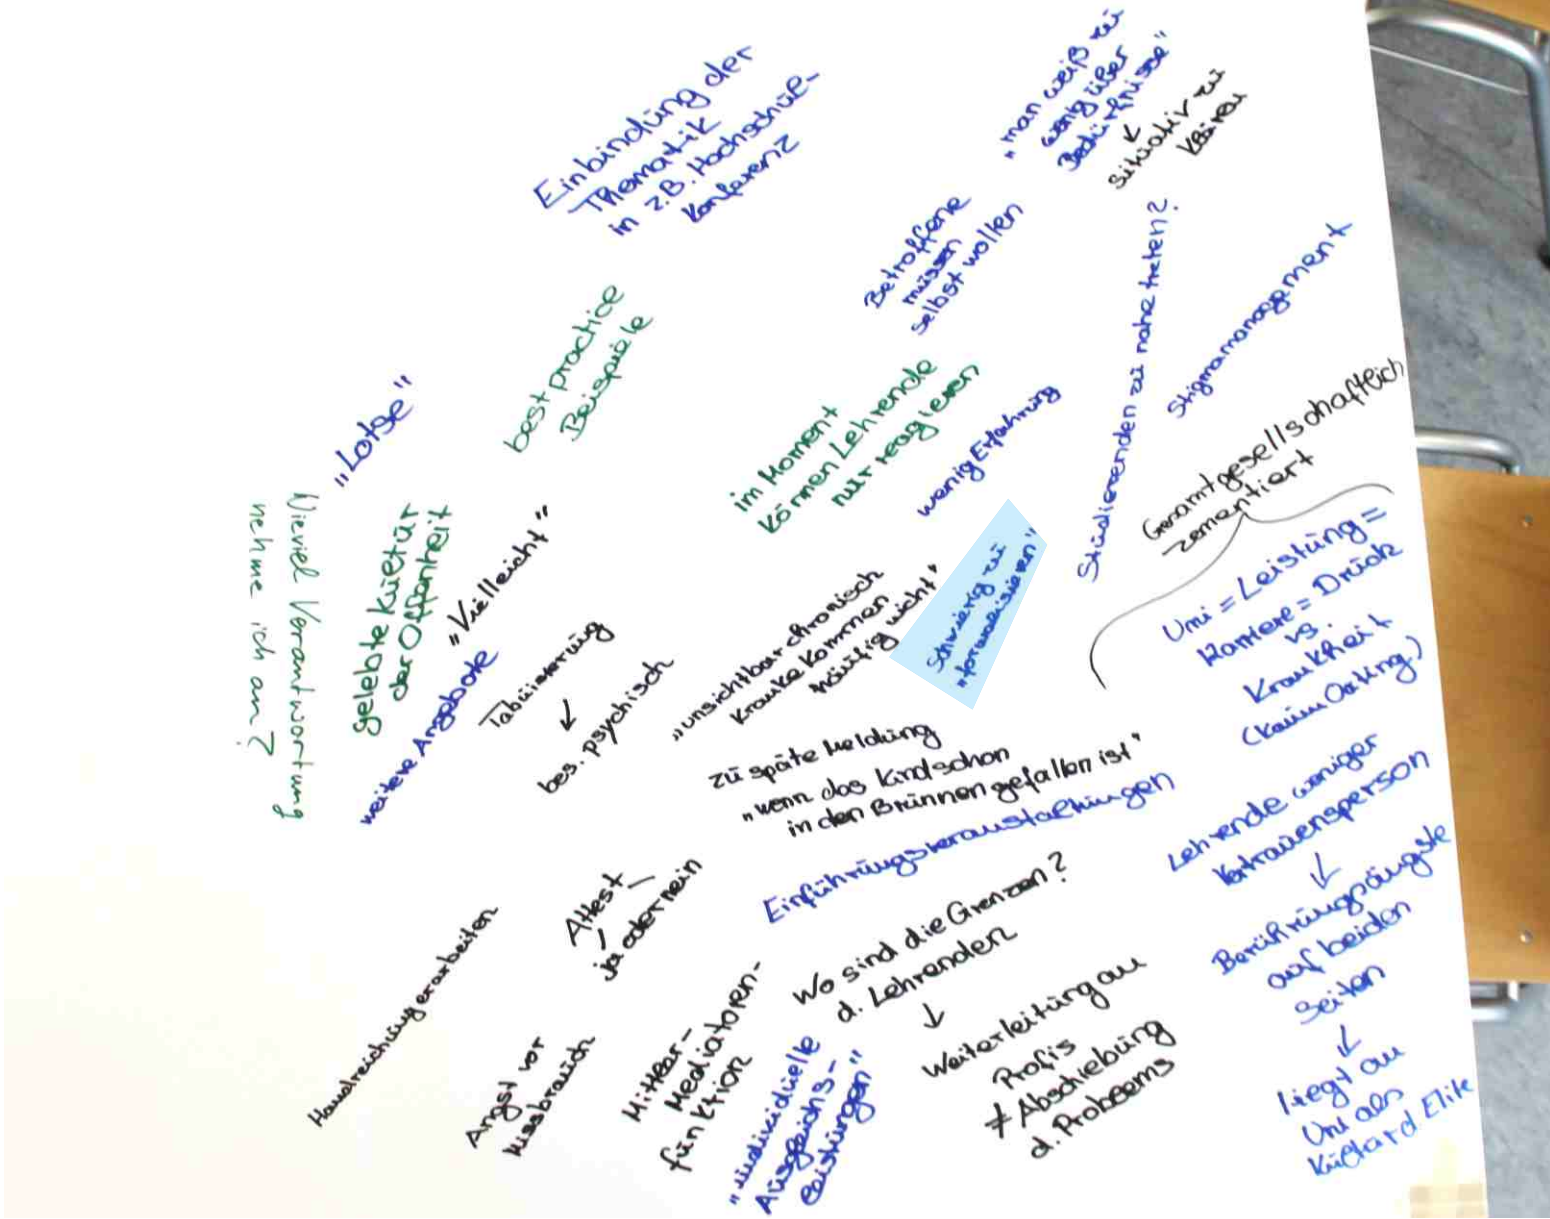 Einbindung der
Thematik
in z.B. Hochschul-
Konferenz
„man weiß zu
wenig über
Bedürfnisse"
↙
situativ zu
klären
Betroffene
müssen
selbst wollen
Studierenden zu nahe treten?
Stigmamanagement
best practice
Beispiele
„Lotse"
im Moment
können Lehrende
nur reagieren
wenig Erfahrung
Gesamtgesellschaftlich
zementiert
Uni = Leistung =
Karriere = Druck
vs.
Krankheit
(kaum Outing)
Wieviel Verantwortung
nehme ich an?
gelebte Kultur
der Offenheit
„Vielleicht"
weitere Angebote
Tabuisierung
↓
bes. psychisch
„unsichtbar chronisch
Kranke kommen
häufig nicht"
Schwierig zu
„formalisieren"
zu späte Meldung
„wenn das Kind schon
in den Brunnen gefallen ist"
Einführungsveranstaltungen
Lehrende weniger
Vertrauensperson
↓
Berührungsängste
auf beiden
Seiten
↓
liegt an
Uni als
Elite
Attest
ja oder nein
Handreichung erarbeiten
Angst vor
Missbrauch
Mittler-
Mediatoren-
funktion
Wo sind die Grenzen?
d. Lehrenden
↓
Weiterleitung an
Profis
≠ Abschiebung
d. Problems
„individuelle
Ausgleichs-
leistungen"